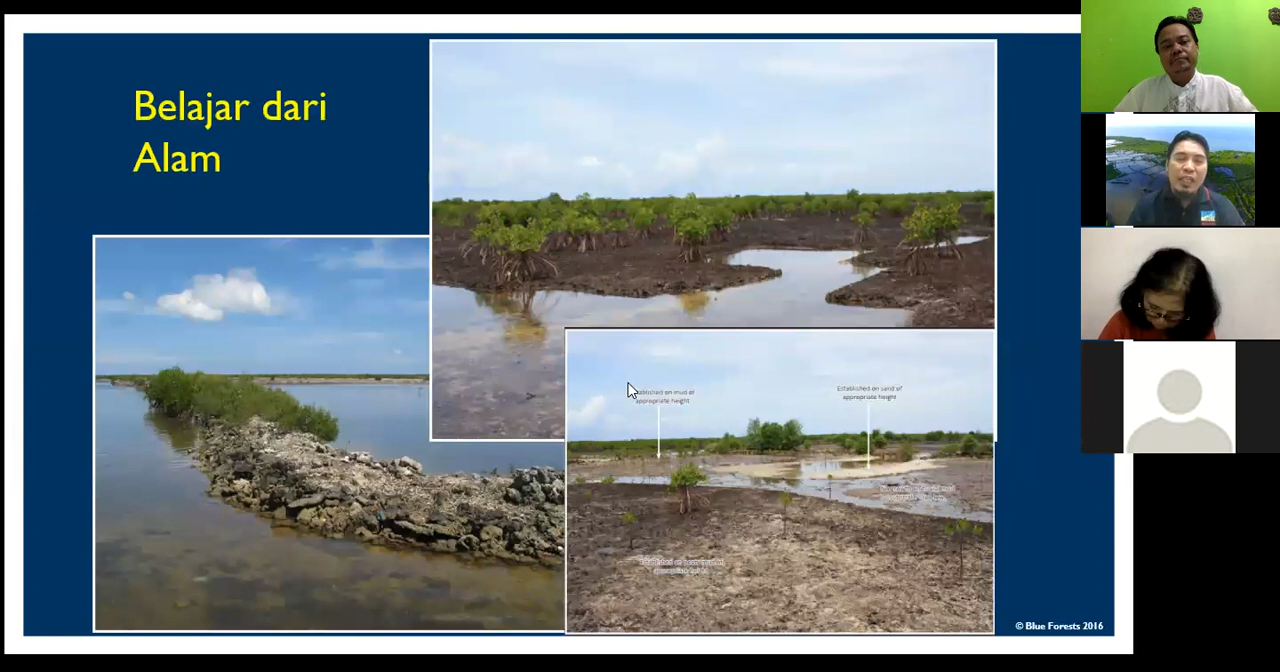 Belajar dari
Alam
Established on mud of
appropriate height
Established on sand of
appropriate height
© Blue Forests 2016